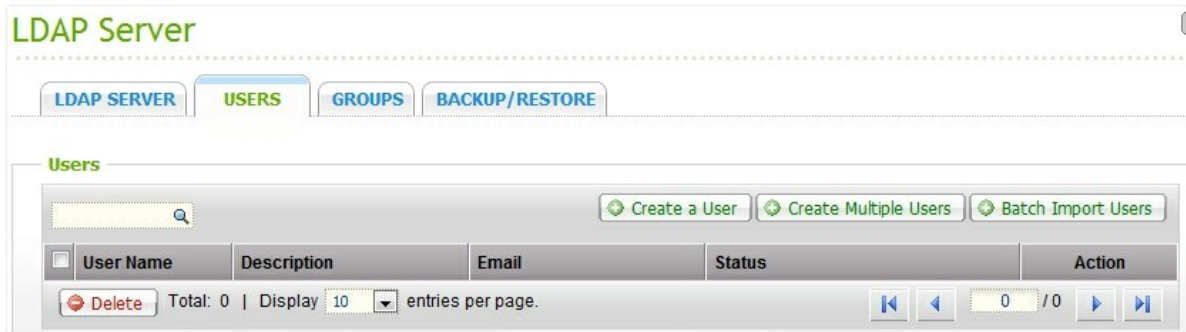 LDAP Server
LDAP SERVER USERS GROUPS BACKUP/RESTORE
Users
Create a User Create Multiple Users Batch Import Users
User Name Description Email Status Action
Delete Total: 0 | Display 10 entries per page. 0 / 0